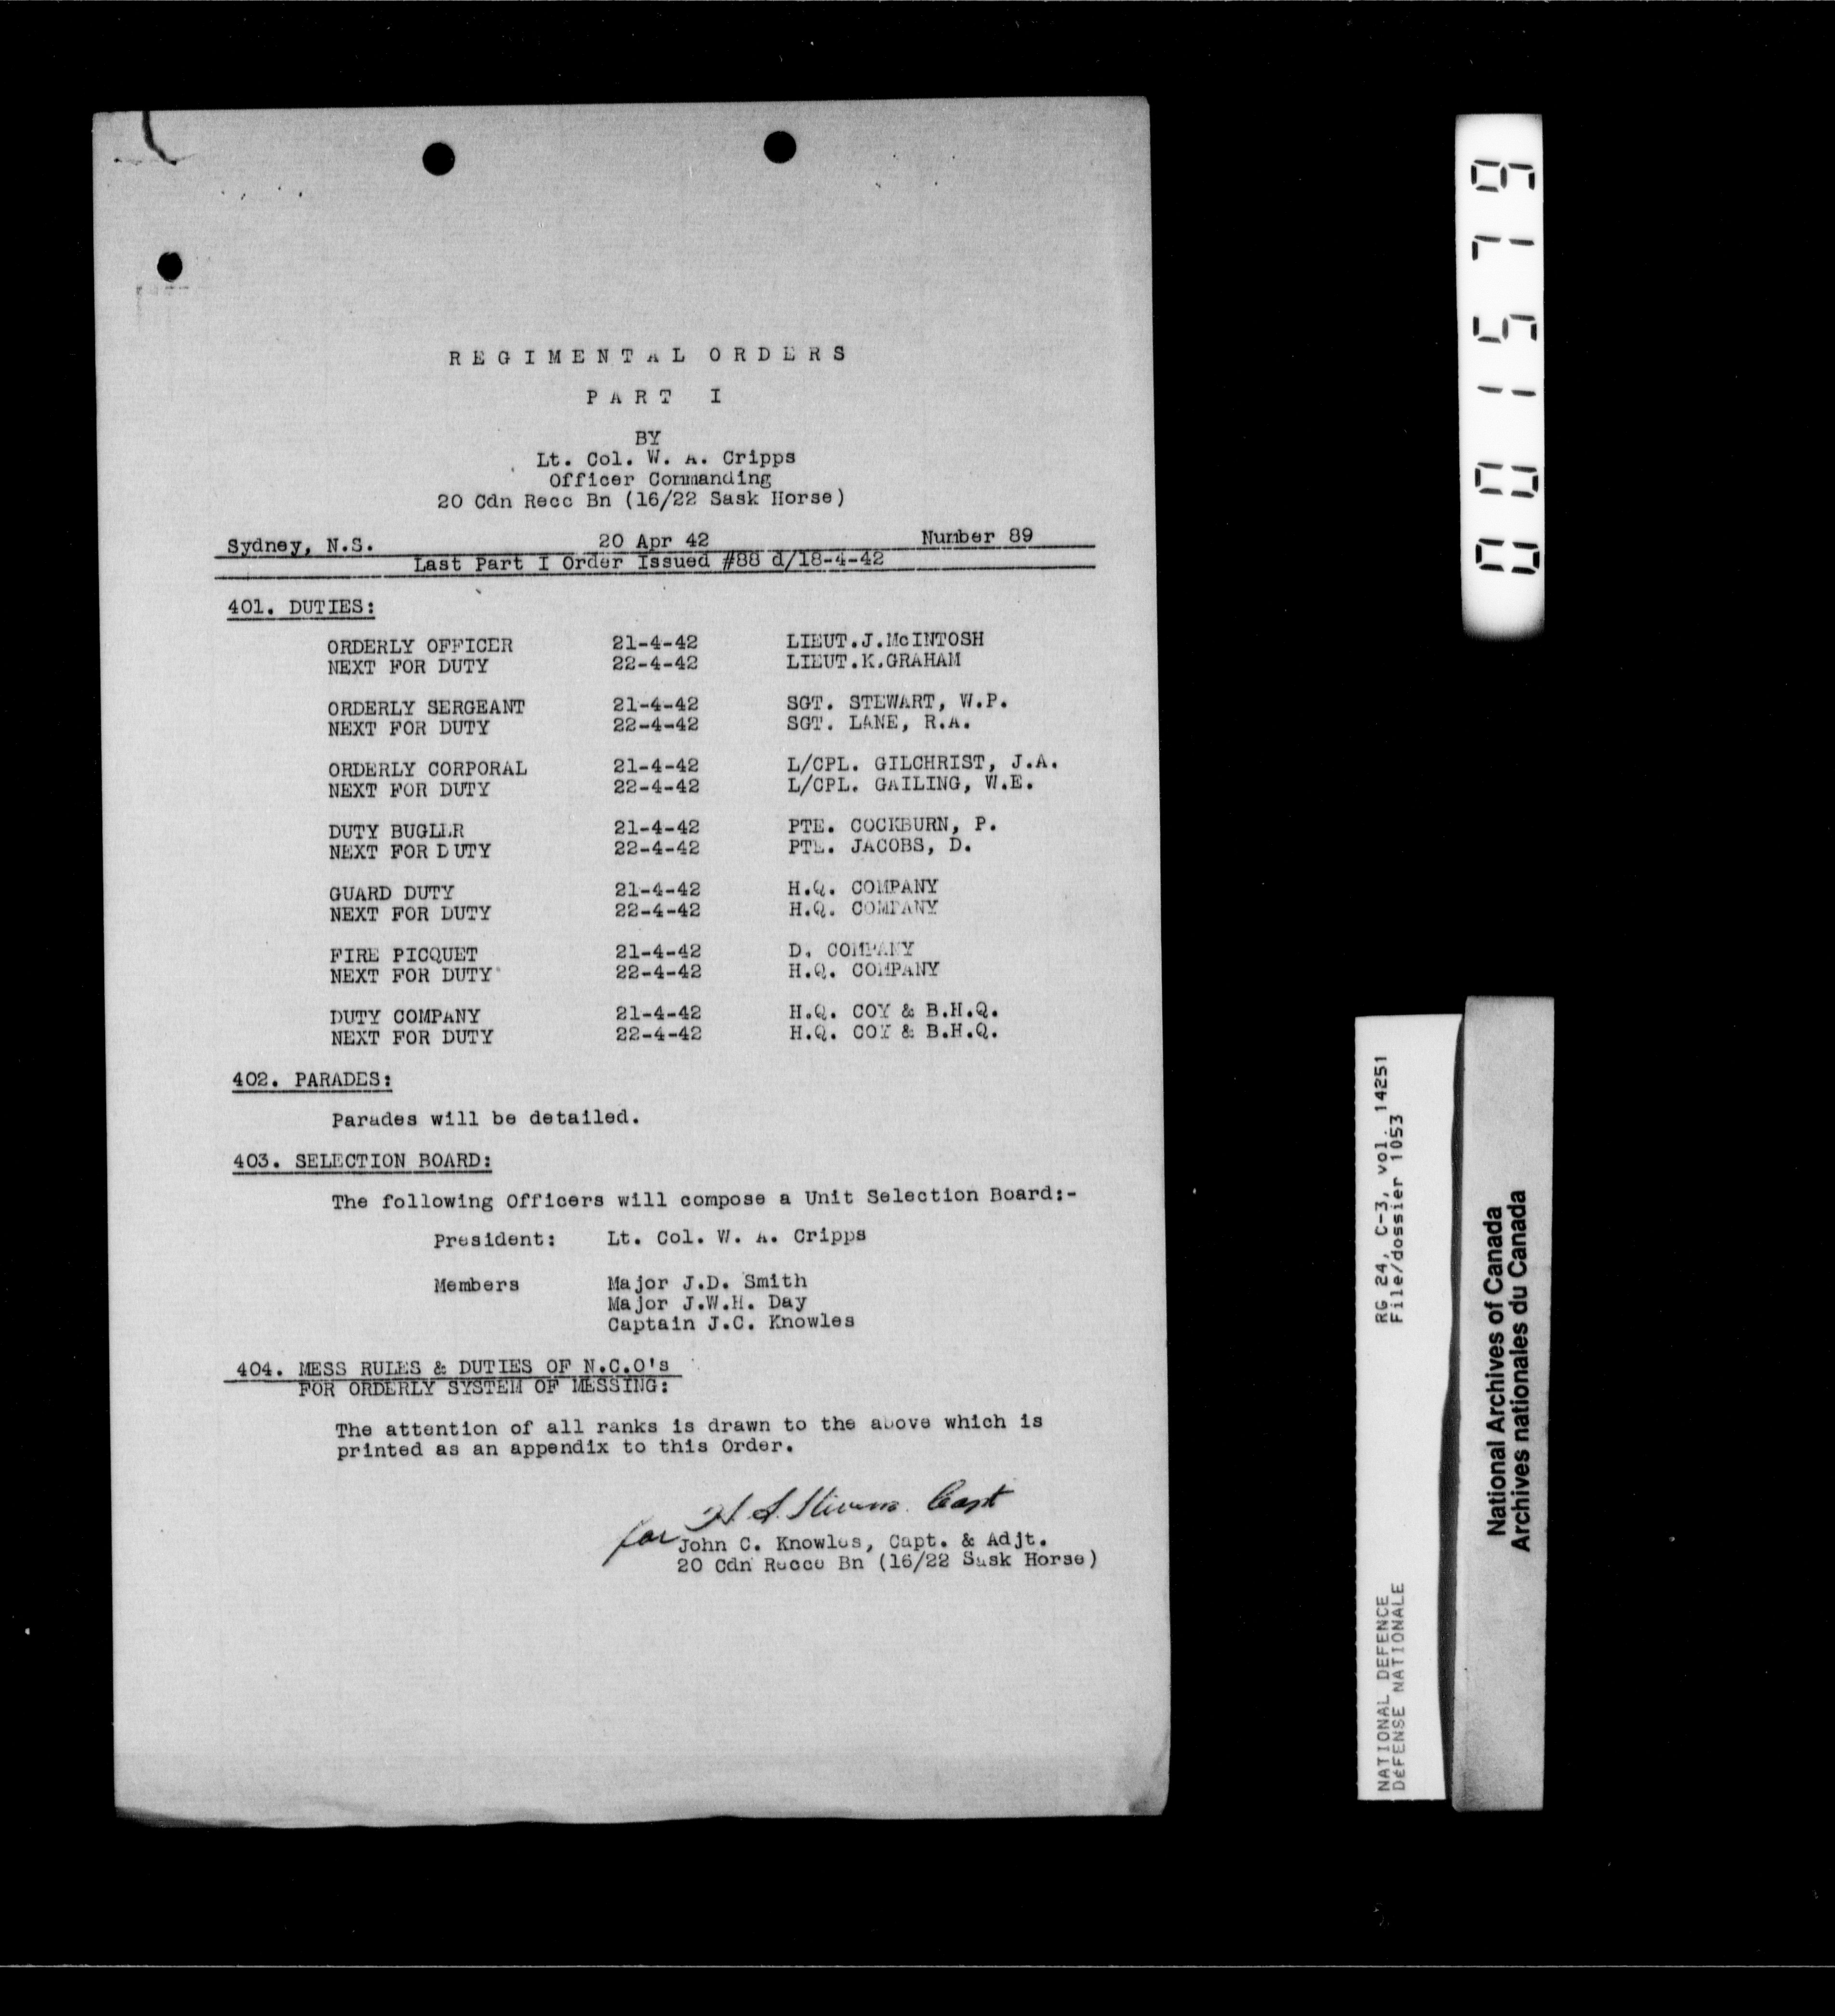 REGIMENTAL ORDERS
PART I
BY
Lt. Col. W. A. Cripps
Officer Commanding
20 Cdn Recc Bn (16/22 Sask Horse)
Sydney, N.S. 20 Apr 42 Number 89
Last Part I Order Issued #88 d/18-4-42
401. DUTIES:
ORDERLY OFFICER 21-4-42 LIEUT.J.McINTOSH
NEXT FOR DUTY 22-4-42 LIEUT.K.GRAHAM
ORDERLY SERGEANT 21-4-42 SGT. STEWART, W.P.
NEXT FOR DUTY 22-4-42 SGT. LANE, R.A.
ORDERLY CORPORAL 21-4-42 L/CPL. GILCHRIST, J.A.
NEXT FOR DUTY 22-4-42 L/CPL. GAILING, W.E.
DUTY BUGLER 21-4-42 PTE. COCKBURN, P.
NEXT FOR DUTY 22-4-42 PTE. JACOBS, D.
GUARD DUTY 21-4-42 H.Q. COMPANY
NEXT FOR DUTY 22-4-42 H.Q. COMPANY
FIRE PICQUET 21-4-42 D. COMPANY
NEXT FOR DUTY 22-4-42 H.Q. COMPANY
DUTY COMPANY 21-4-42 H.Q. COY & B.H.Q.
NEXT FOR DUTY 22-4-42 H.Q. COY & B.H.Q.
402. PARADES:
Parades will be detailed.
403. SELECTION BOARD:
The following Officers will compose a Unit Selection Board:-
President: Lt. Col. W. A. Cripps
Members Major J.D. Smith
Major J.W.H. Day
Captain J.C. Knowles
404. MESS RULES & DUTIES OF N.C.O's
FOR ORDERLY SYSTEM OF MESSING:
The attention of all ranks is drawn to the above which is
printed as an appendix to this Order.
for Capt
John C. Knowles, Capt. & Adjt.
20 Cdn Recce Bn (16/22 Sask Horse)
001579
RG 24, C-3, vol. 14251
File/dossier 1053
NATIONAL DEFENCE
DéFENSE NATIONALE
National Archives of Canada
Archives nationales du Canada